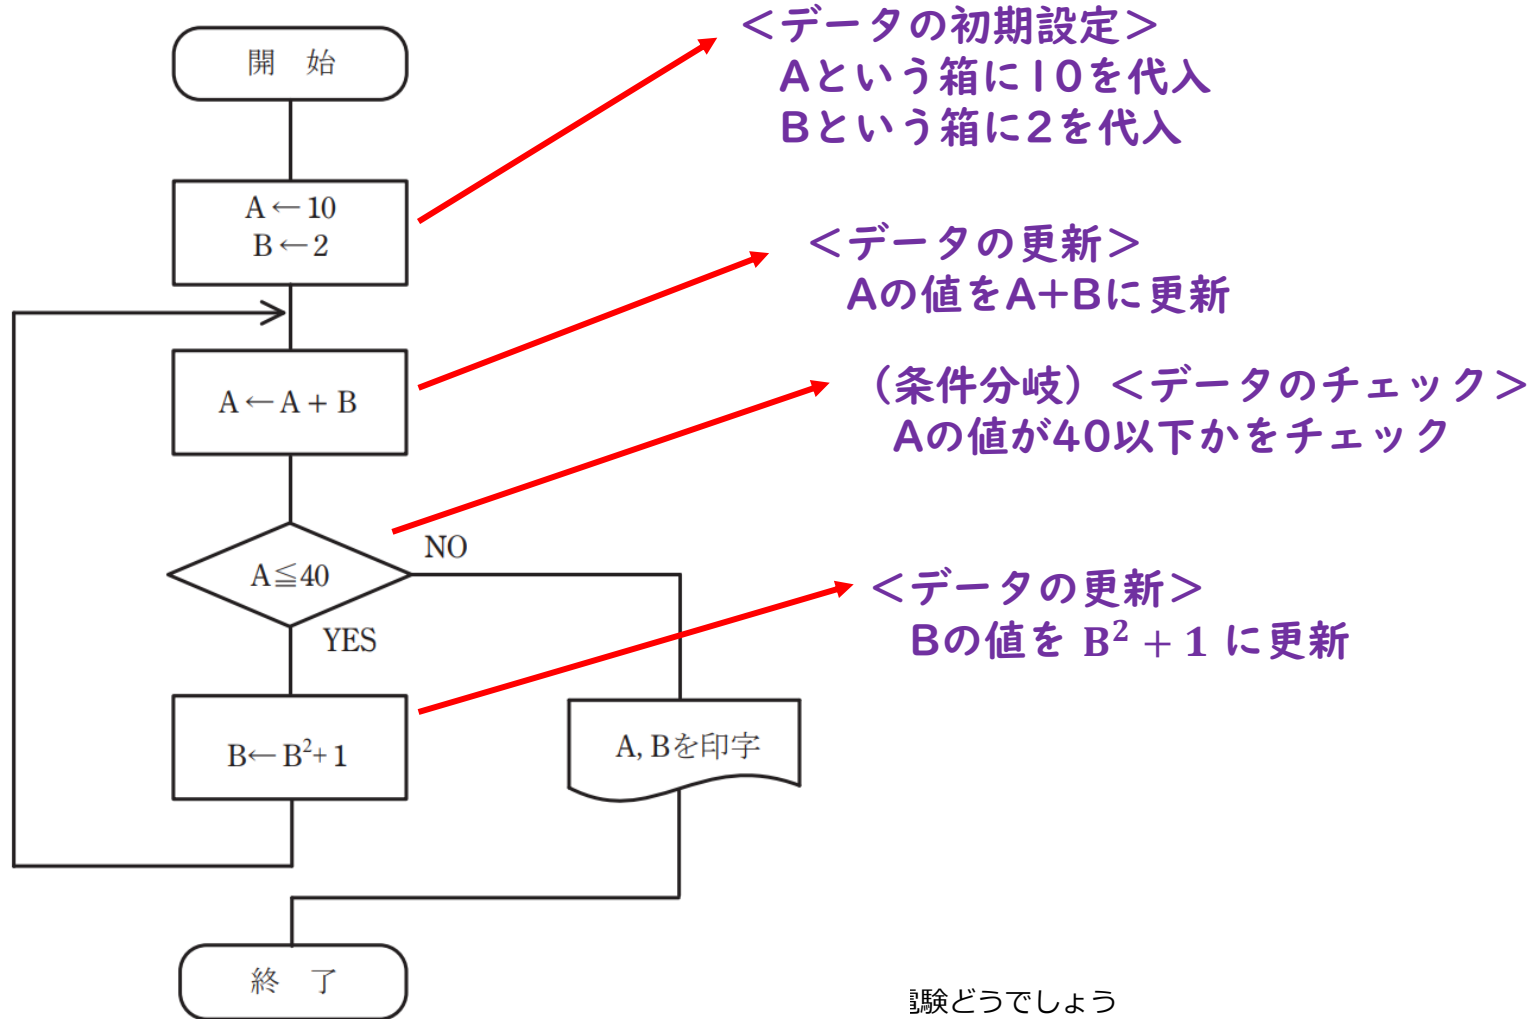 開 始
A←10
B←2
A←A + B
A≦40
NO
YES
B←B²+1
A, Bを印字
終 了
＜データの初期設定＞
Aという箱に10を代入
Bという箱に2を代入
＜データの更新＞
Aの値をA+Bに更新
（条件分岐）＜データのチェック＞
Aの値が40以下かをチェック
＜データの更新＞
Bの値を B² + 1 に更新
験どうでしょう